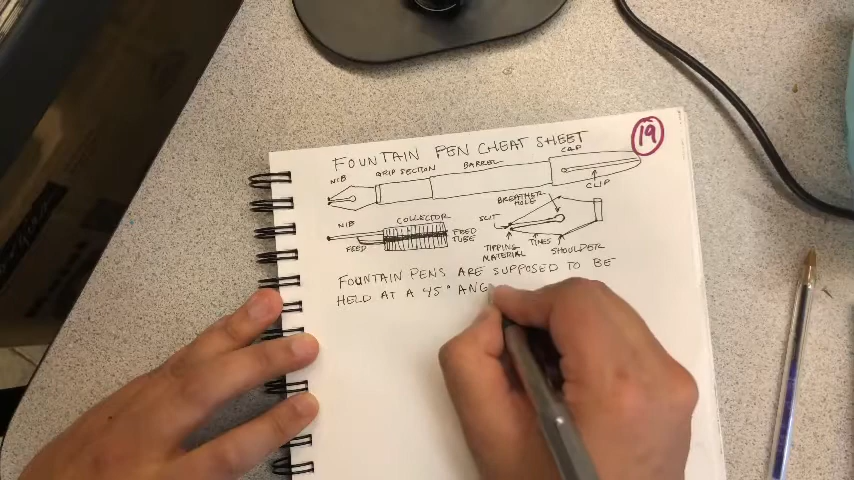 FOUNTAIN PEN CHEAT SHEET
19
NIB
GRIP SECTION
BARREL
CAP
CLIP
NIB
COLLECTOR
FEED
FEED TUBE
SLIT
BREATHER HOLE
TIPPING MATERIAL
TINES
SHOULDER
FOUNTAIN PENS ARE SUPPOSED TO BE
HELD AT A 45° ANG